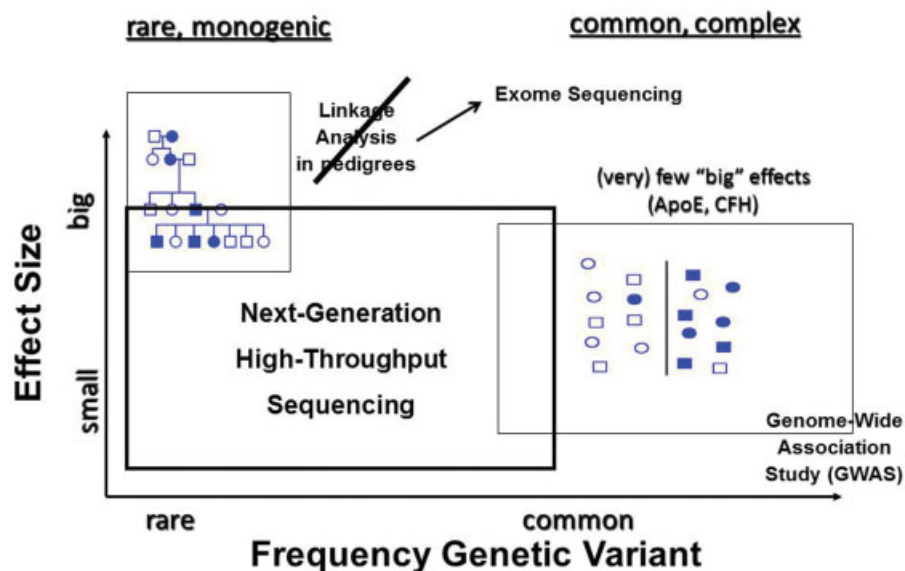 rare, monogenic
common, complex
Linkage
Analysis
in pedigrees
Exome Sequencing
(very) few "big" effects
(ApoE, CFH)
Effect Size
big
small
Next-Generation
High-Throughput
Sequencing
Genome-Wide
Association
Study (GWAS)
rare
common
Frequency Genetic Variant